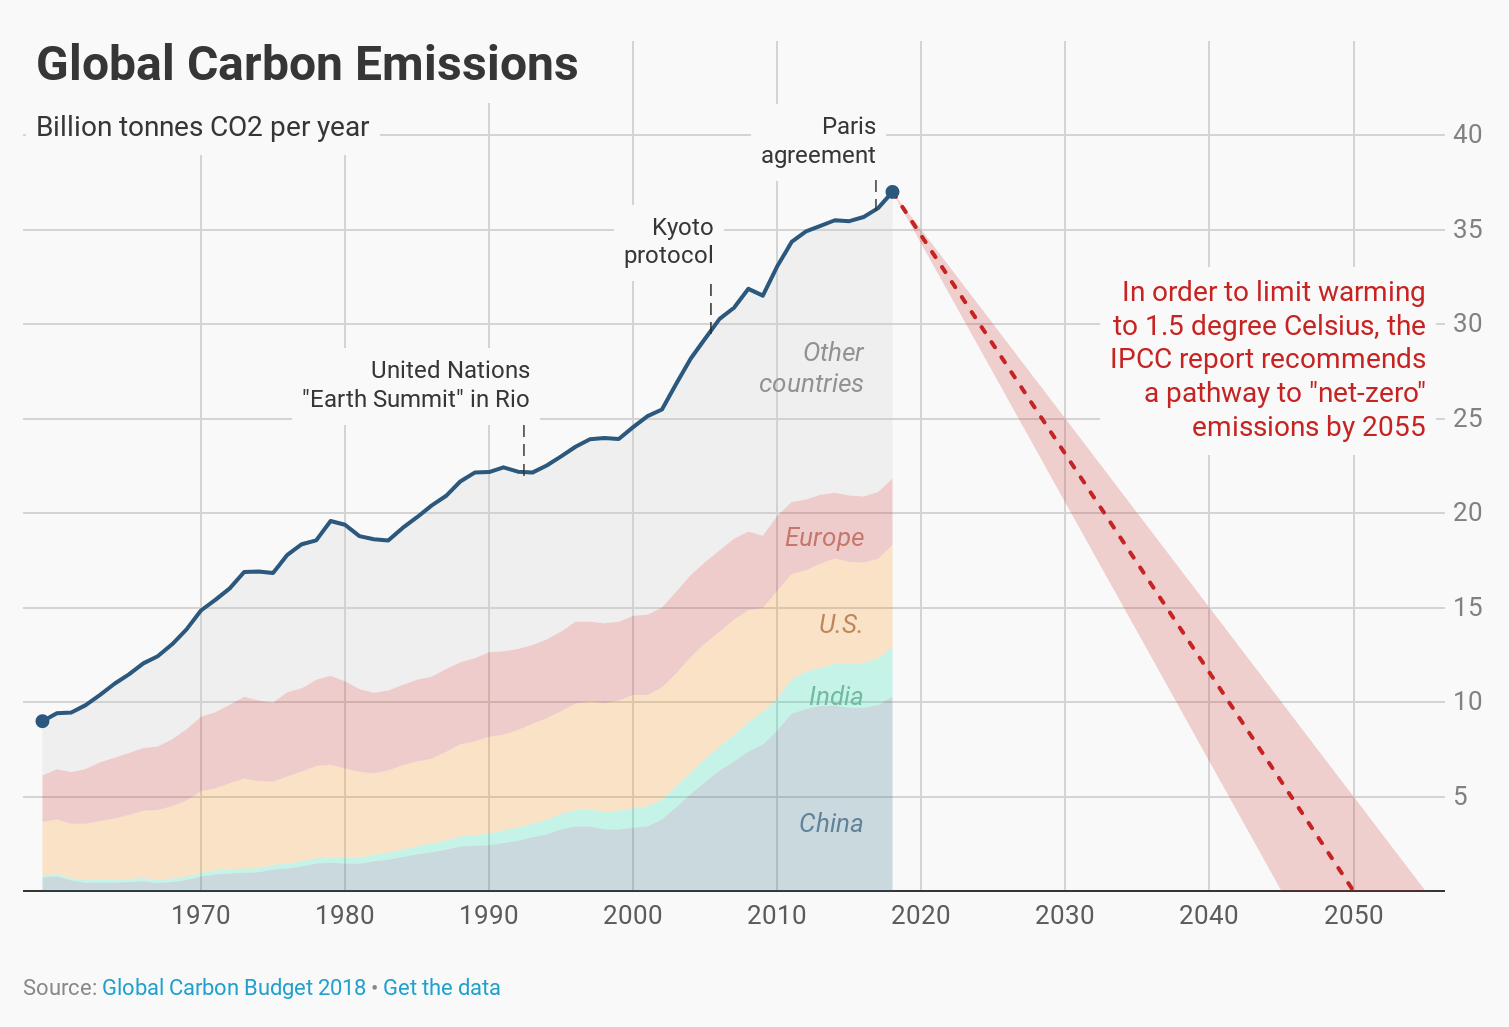 Global Carbon Emissions
Billion tonnes CO2 per year
Paris
agreement
Kyoto
protocol
United Nations
"Earth Summit" in Rio
In order to limit warming
to 1.5 degree Celsius, the
IPCC report recommends
a pathway to "net-zero"
emissions by 2055
Other
countries
Europe
U.S.
India
China
40
35
30
25
20
15
10
5
1970 1980 1990 2000 2010 2020 2030 2040 2050
Source: Global Carbon Budget 2018 • Get the data